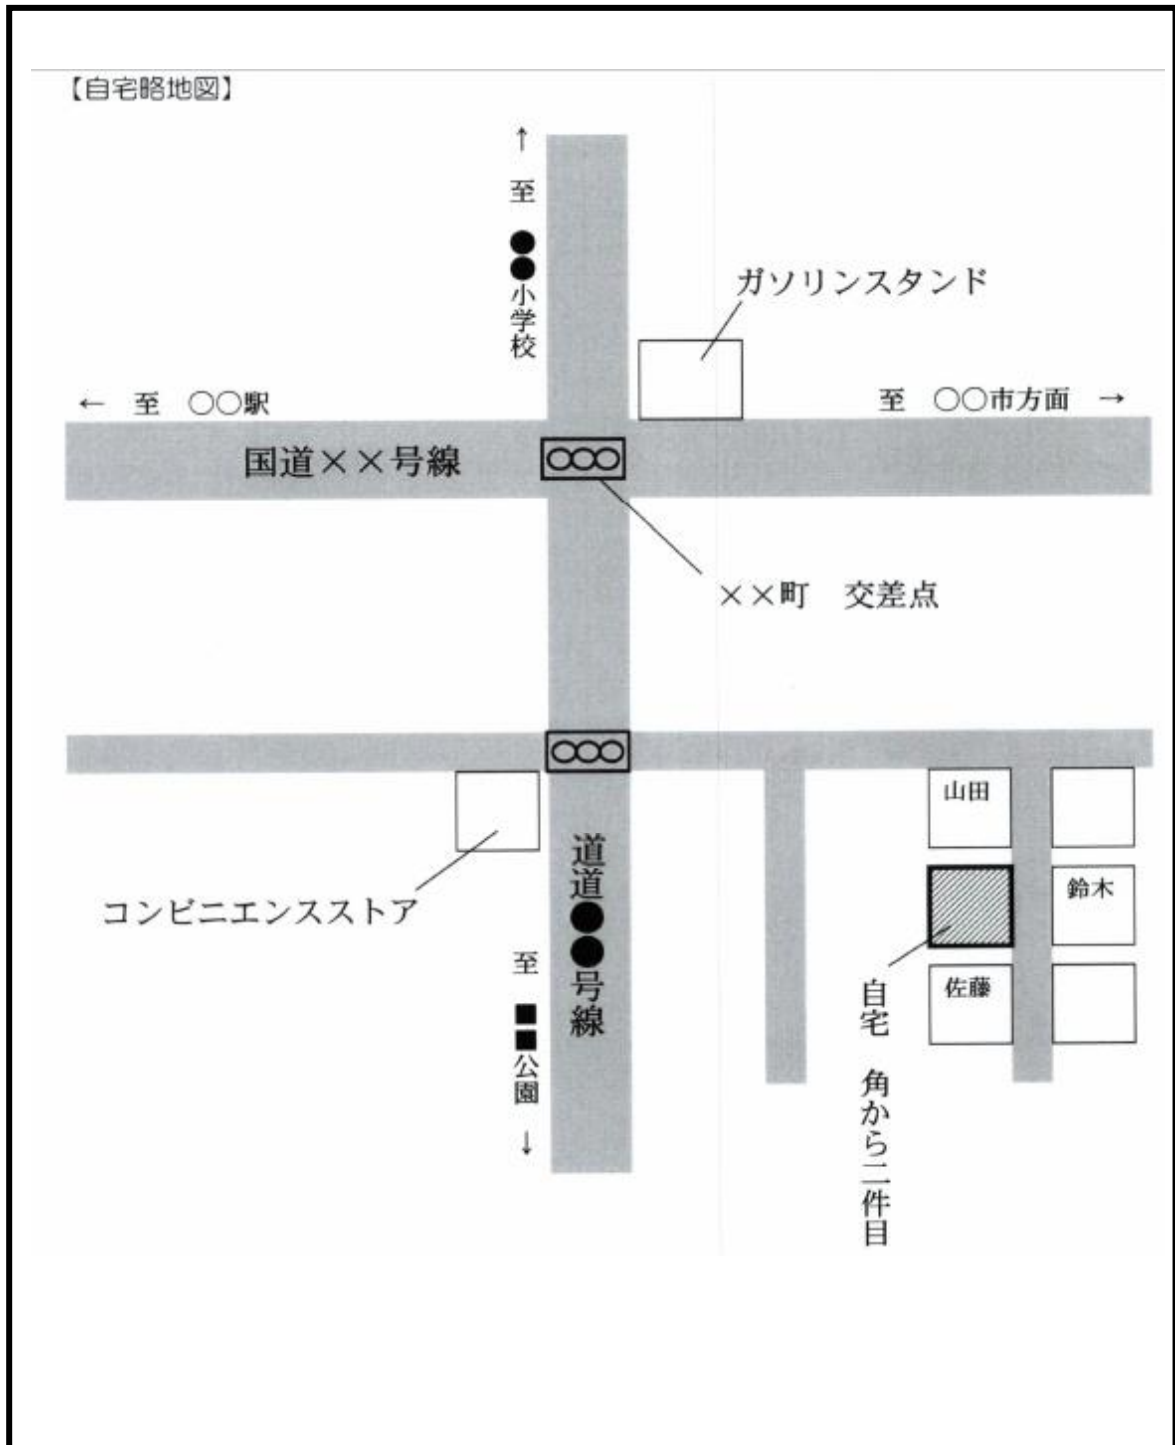 【自宅略地図】
↑ 至 ●●小学校
ガソリンスタンド
← 至 ○○駅
至 ○○市方面 →
国道××号線
××町 交差点
山田
鈴木
佐藤
コンビニエンスストア
道道●●号線
至 ■■公園 ↓
自宅 角から二件目